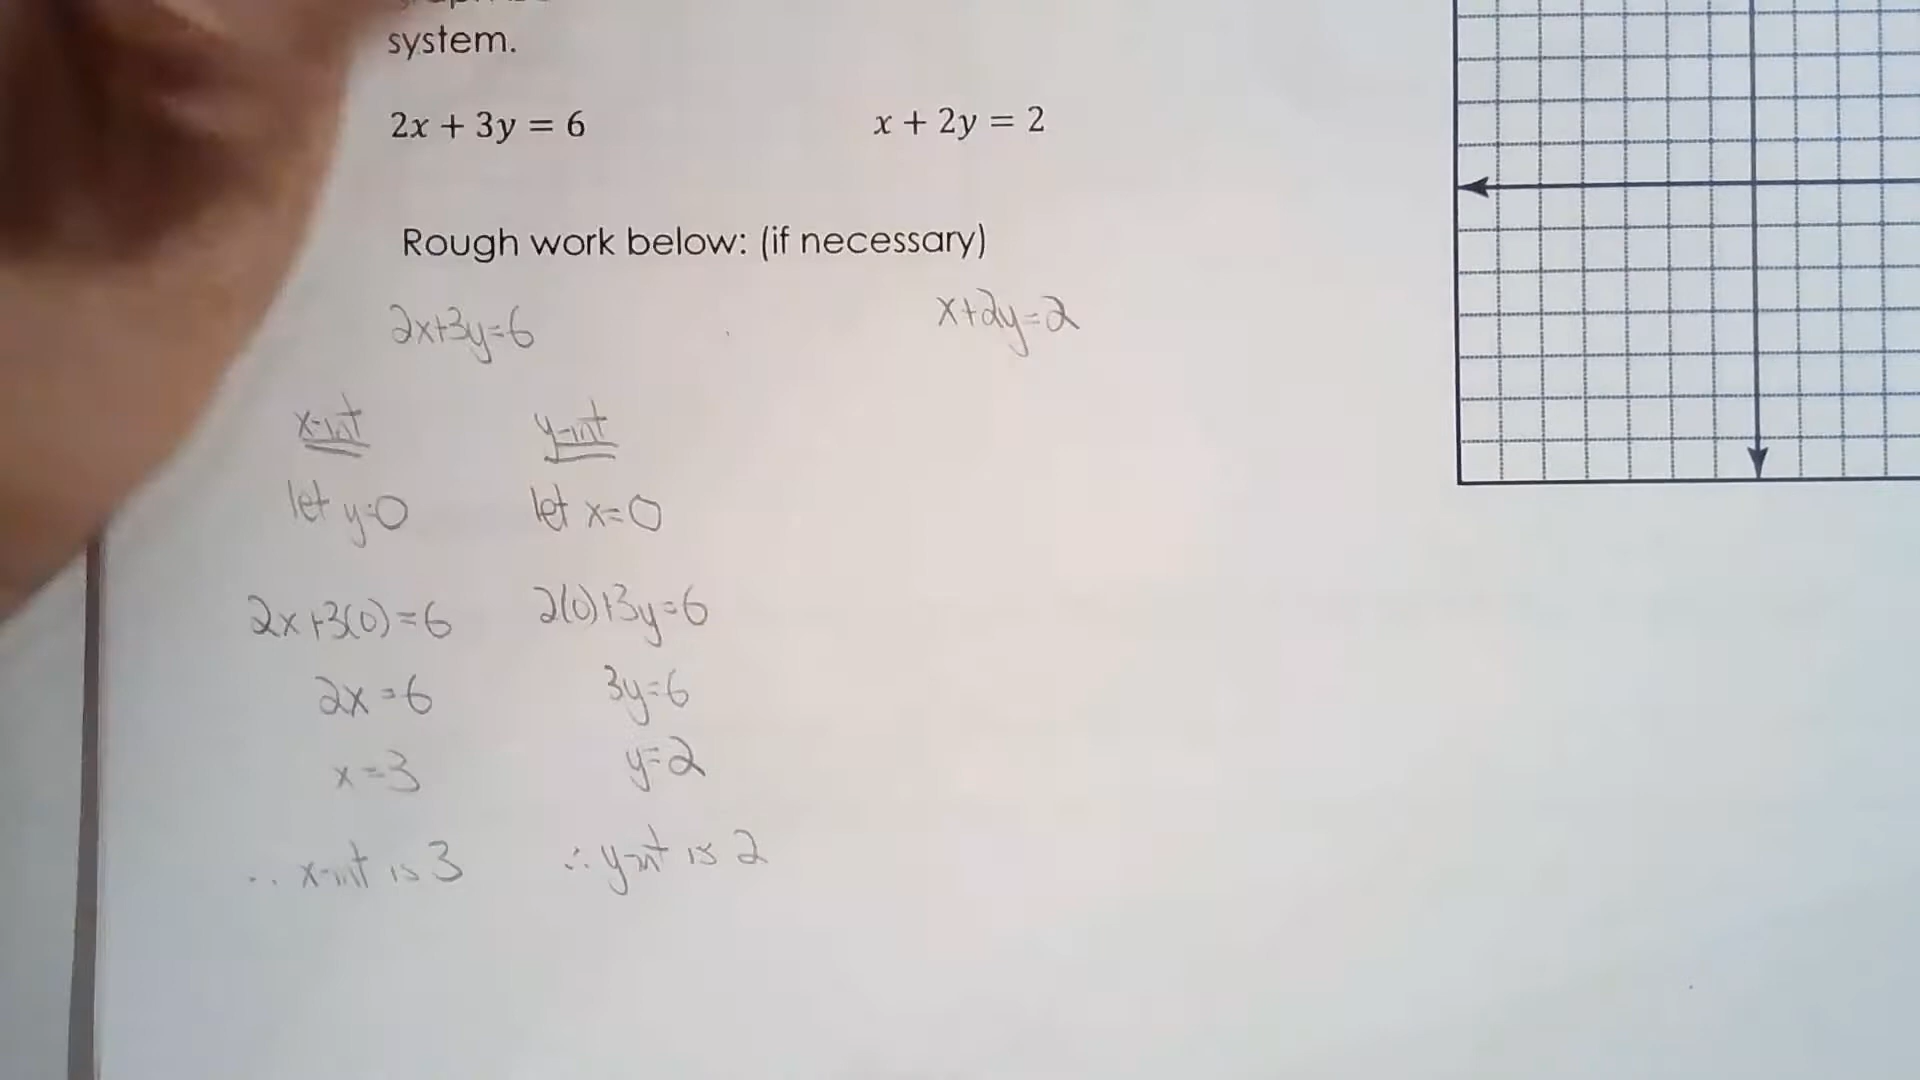 system.
2x + 3y = 6
x + 2y = 2
Rough work below: (if necessary)
2x+3y=6
x+2y=2
x-int
y-int
let y=0
let x=0
2x+3(0)=6
2(0)+3y=6
2x=6
3y=6
x=3
y=2
∴ x-int is 3
∴ y-int is 2